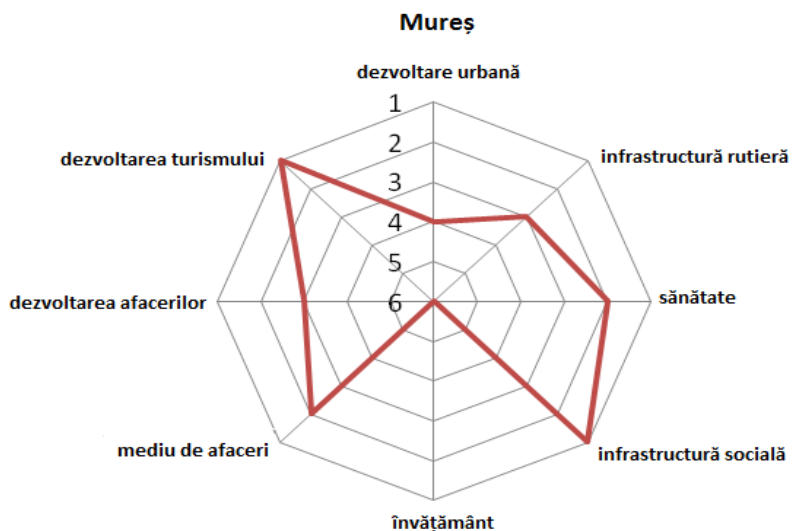 Mureș
dezvoltare urbană
1
2
3
4
5
6
infrastructură rutieră
sănătate
infrastructură socială
învățământ
mediu de afaceri
dezvoltarea afacerilor
dezvoltarea turismului